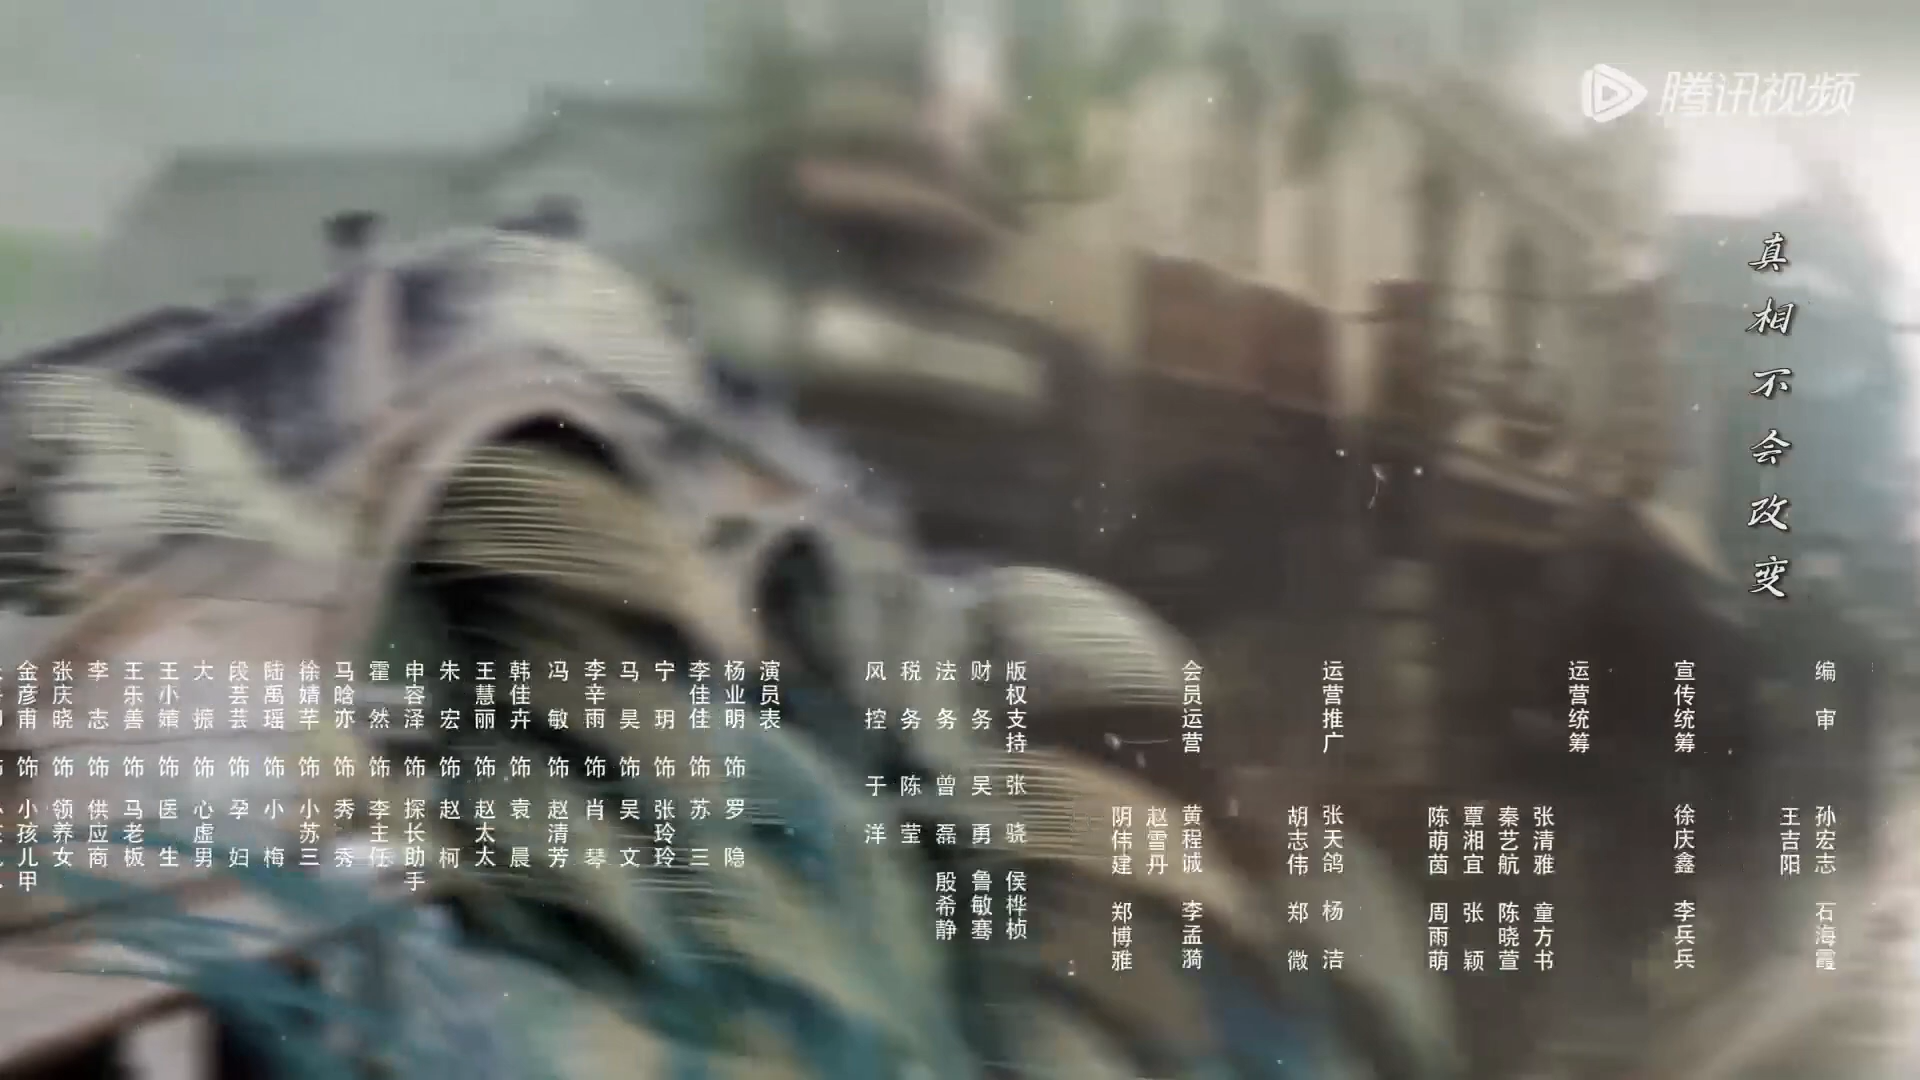 腾讯视频
真相不会改变
编审
孙宏志 石海霞
王吉阳
宣传统筹
徐庆鑫 李兵兵
运营统筹
张清雅 童方书
秦艺航 陈晓萱
覃湘宜 张颖
陈萌茵 周雨萌
运营推广
张天鸽 杨洁
胡志伟 郑微
会员运营
黄程诚 李孟漪
赵雪丹
阴伟建 郑博雅
版权支持 张骁 侯桦桢
财务 吴勇 鲁敏骞
法务 曾磊 殷希静
税务 陈莹
风控 于洋
演员表
杨业明 饰 罗隐
李佳佳 饰 苏三
宁玥 饰 张玲玲
马昊 饰 吴文
李辛雨 饰 肖琴
冯敏 饰 赵清芳
韩佳卉 饰 袁晨
王慧丽 饰 赵太太
朱宏 饰 赵柯
申容泽 饰 探长助手
霍然 饰 李主任
马晗亦 饰 秀秀
徐婧芊 饰 小苏三
陆禹瑶 饰 小梅
段芸芸 饰 孕妇
大振 饰 心虚男
王小嫱 饰 医生
王乐善 饰 马老板
李志 饰 供应商
张庆晓 饰 领养女
金彦甫 饰 小孩儿甲